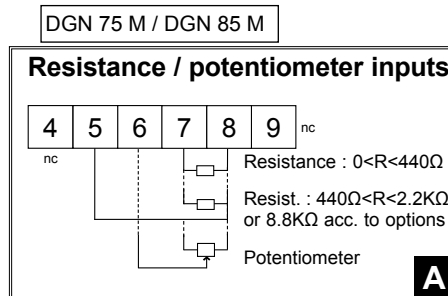 DGN 75 M / DGN 85 M
Resistance / potentiometer inputs
4 5 6 7 8 9 nc
nc
Resistance : 0<R<440Ω
Resist. : 440Ω<R<2.2KΩ
or 8.8KΩ acc. to options
Potentiometer
A